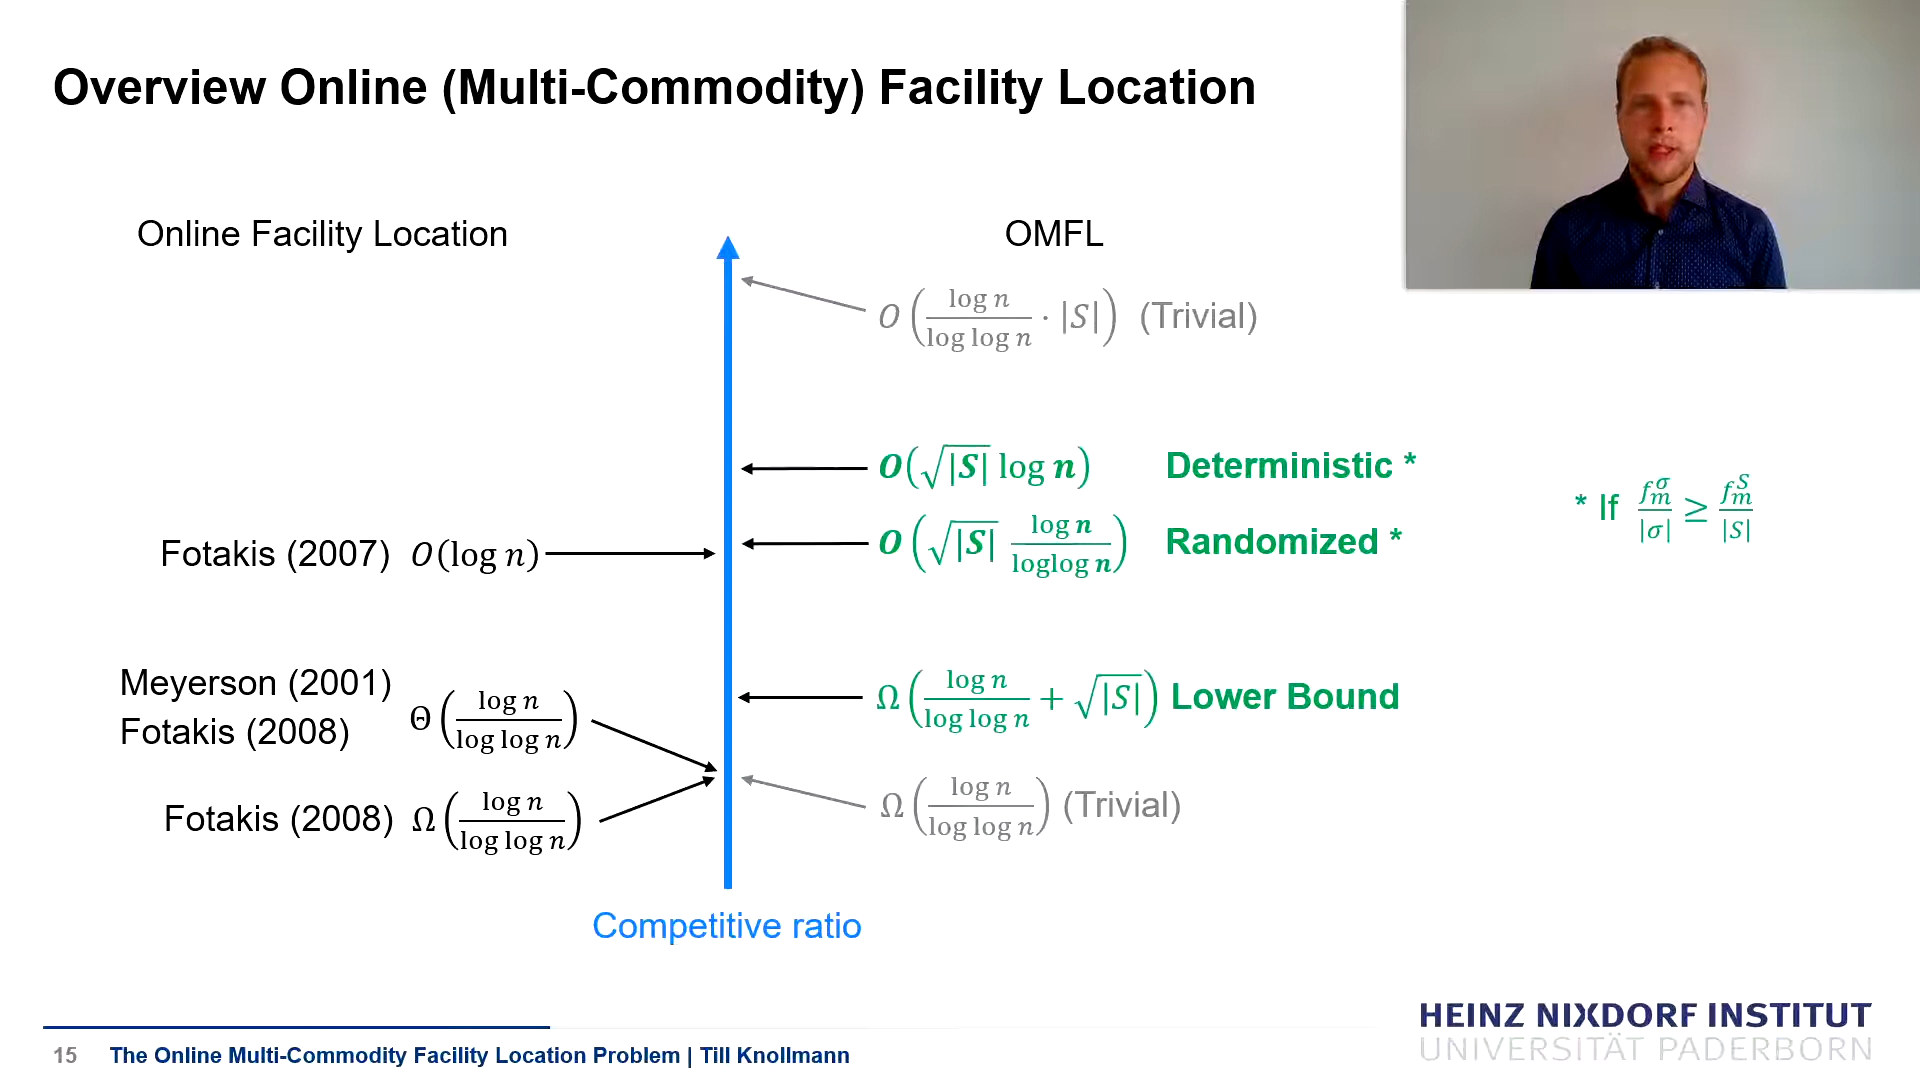 Overview Online (Multi-Commodity) Facility Location
Online Facility Location
OMFL
O(log n / log log n · |S|) (Trivial)
O(√|S| log n) Deterministic *
O(√|S| log n / loglog n) Randomized *
* If f_m^σ / |σ| ≥ f_m^S / |S|
Fotakis (2007) O(log n)
Meyerson (2001)
Fotakis (2008)
Θ(log n / log log n)
Ω(log n / log log n + √|S|) Lower Bound
Fotakis (2008) Ω(log n / log log n)
Ω(log n / log log n) (Trivial)
Competitive ratio
15 The Online Multi-Commodity Facility Location Problem | Till Knollmann
HEINZ NIXDORF INSTITUT
UNIVERSITÄT PADERBORN